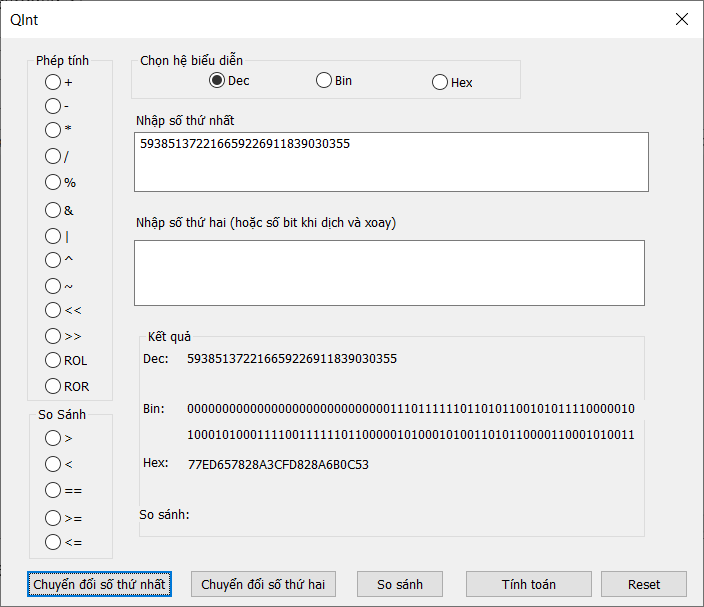 QInt
Phép tính
+
-
*
/
%
&
|
^
~
<<
>>
ROL
ROR
So Sánh
>
<
==
>=
<=
Chọn hệ biểu diễn
Dec Bin Hex
Nhập số thứ nhất
593851372216659226911839030355
Nhập số thứ hai (hoặc số bit khi dịch và xoay)
Kết quả
Dec: 593851372216659226911839030355
Bin: 0000000000000000000000000000011101111110110101100101011110000010
1000101000111100111111011000001010001010011010110000110001010011
Hex: 77ED657828A3CFD828A6B0C53
So sánh:
Chuyển đổi số thứ nhất Chuyển đổi số thứ hai So sánh Tính toán Reset